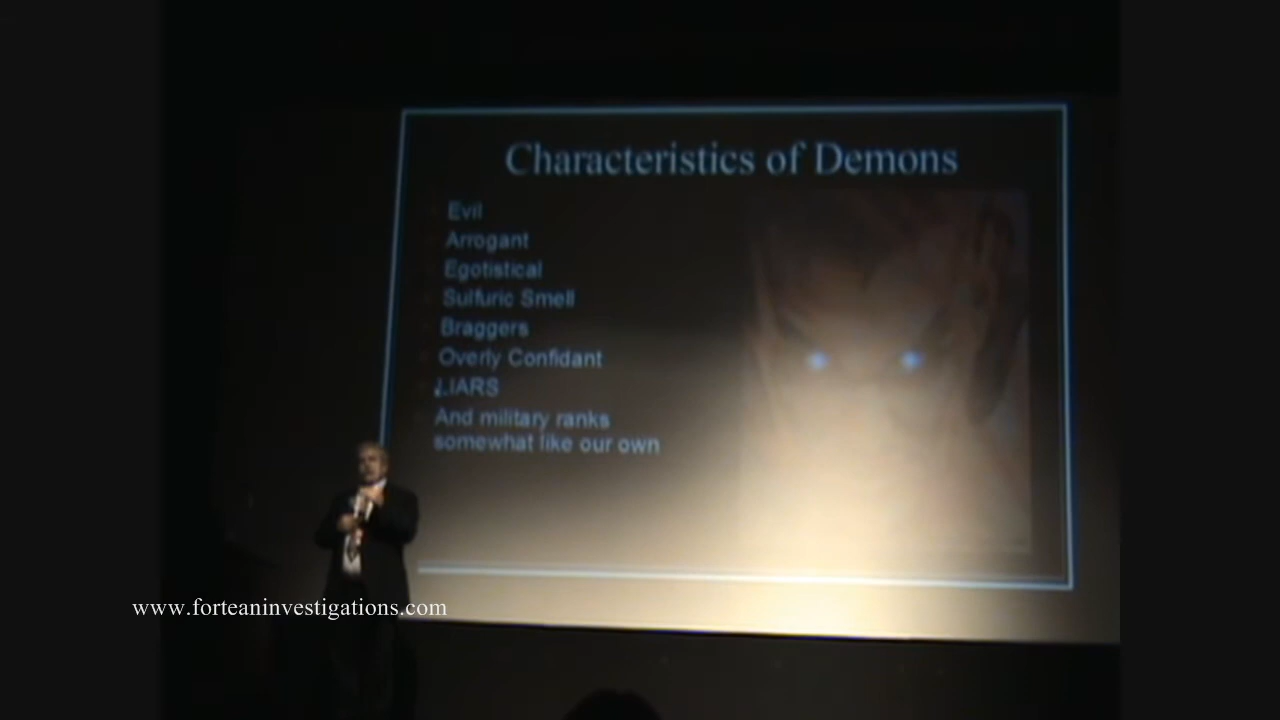 Characteristics of Demons
Evil
Arrogant
Egotistical
Sulfuric Smell
Braggers
Overly Confidant
LIARS
And military ranks
somewhat like our own
www.forteaninvestigations.com